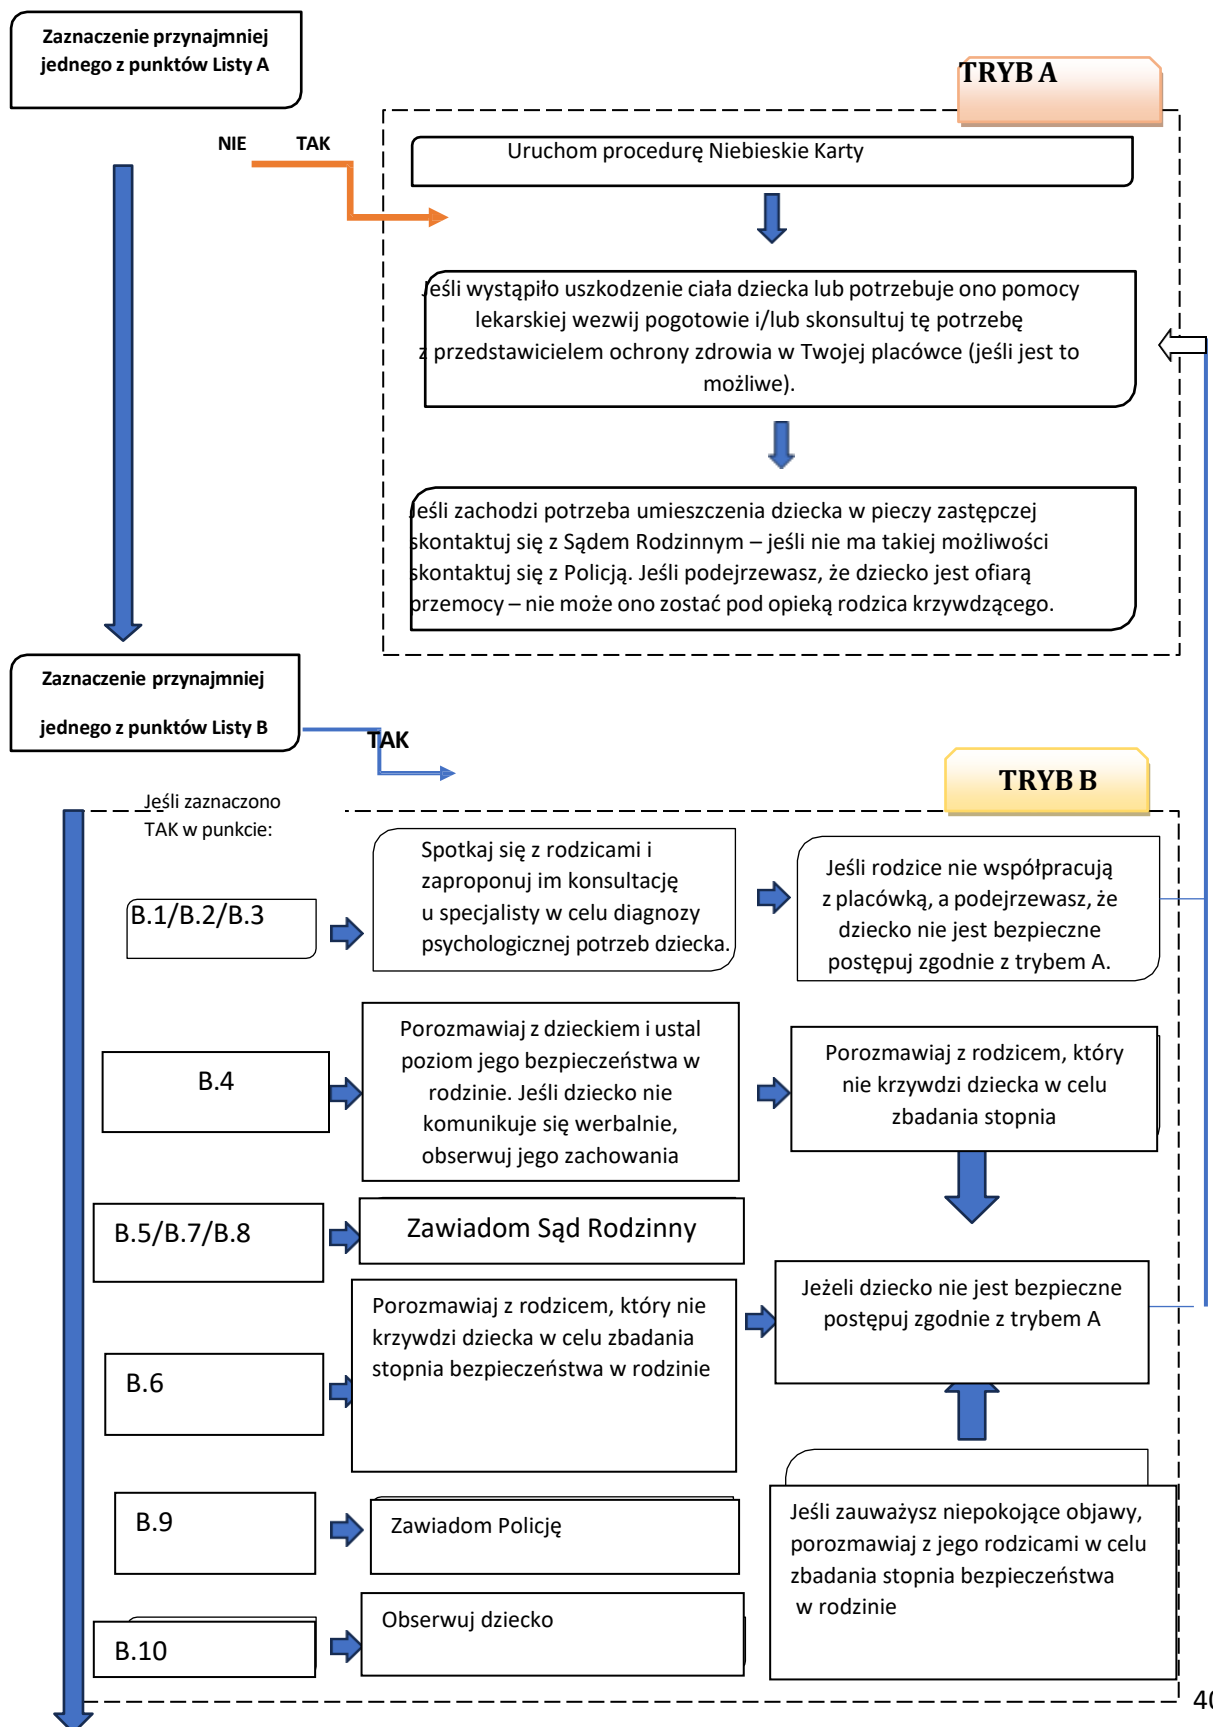 Zaznaczenie przynajmniej
jednego z punktów Listy A
TRYB A
NIE
TAK
Uruchom procedurę Niebieskie Karty
Jeśli wystąpiło uszkodzenie ciała dziecka lub potrzebuje ono pomocy
lekarskiej wezwij pogotowie i/lub skonsultuj tę potrzebę
z przedstawicielem ochrony zdrowia w Twojej placówce (jeśli jest to
możliwe).
Jeśli zachodzi potrzeba umieszczenia dziecka w pieczy zastępczej
skontaktuj się z Sądem Rodzinnym – jeśli nie ma takiej możliwości
skontaktuj się z Policją. Jeśli podejrzewasz, że dziecko jest ofiarą
przemocy – nie może ono zostać pod opieką rodzica krzywdzącego.
Zaznaczenie przynajmniej
jednego z punktów Listy B
TAK
TRYB B
Jeśli zaznaczono
TAK w punkcie:
B.1/B.2/B.3
Spotkaj się z rodzicami i
zaproponuj im konsultację
u specjalisty w celu diagnozy
psychologicznej potrzeb dziecka.
Jeśli rodzice nie współpracują
z placówką, a podejrzewasz, że
dziecko nie jest bezpieczne
postępuj zgodnie z trybem A.
B.4
Porozmawiaj z dzieckiem i ustal
poziom jego bezpieczeństwa w
rodzinie. Jeśli dziecko nie
komunikuje się werbalnie,
obserwuj jego zachowania
Porozmawiaj z rodzicem, który
nie krzywdzi dziecka w celu
zbadania stopnia
B.5/B.7/B.8
Zawiadom Sąd Rodzinny
B.6
Porozmawiaj z rodzicem, który nie
krzywdzi dziecka w celu zbadania
stopnia bezpieczeństwa w rodzinie
Jeżeli dziecko nie jest bezpieczne
postępuj zgodnie z trybem A
B.9
Zawiadom Policję
Jeśli zauważysz niepokojące objawy,
porozmawiaj z jego rodzicami w celu
zbadania stopnia bezpieczeństwa
w rodzinie
B.10
Obserwuj dziecko
40